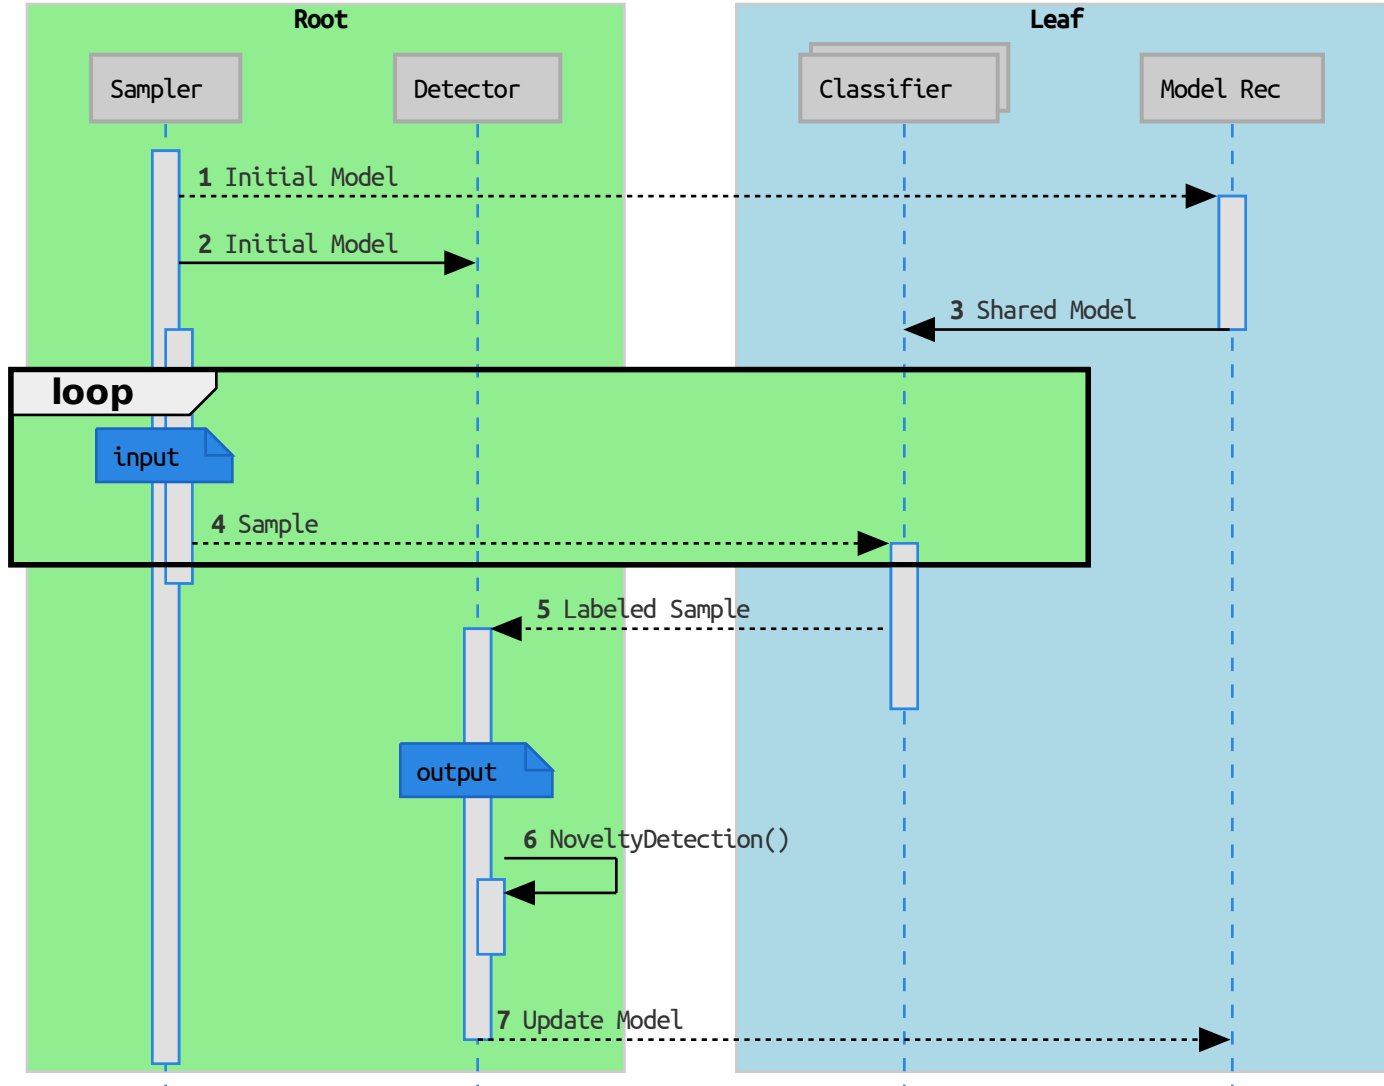 Root
Leaf
Sampler
Detector
Classifier
Model Rec
1 Initial Model
2 Initial Model
3 Shared Model
loop
input
4 Sample
5 Labeled Sample
output
6 NoveltyDetection()
7 Update Model